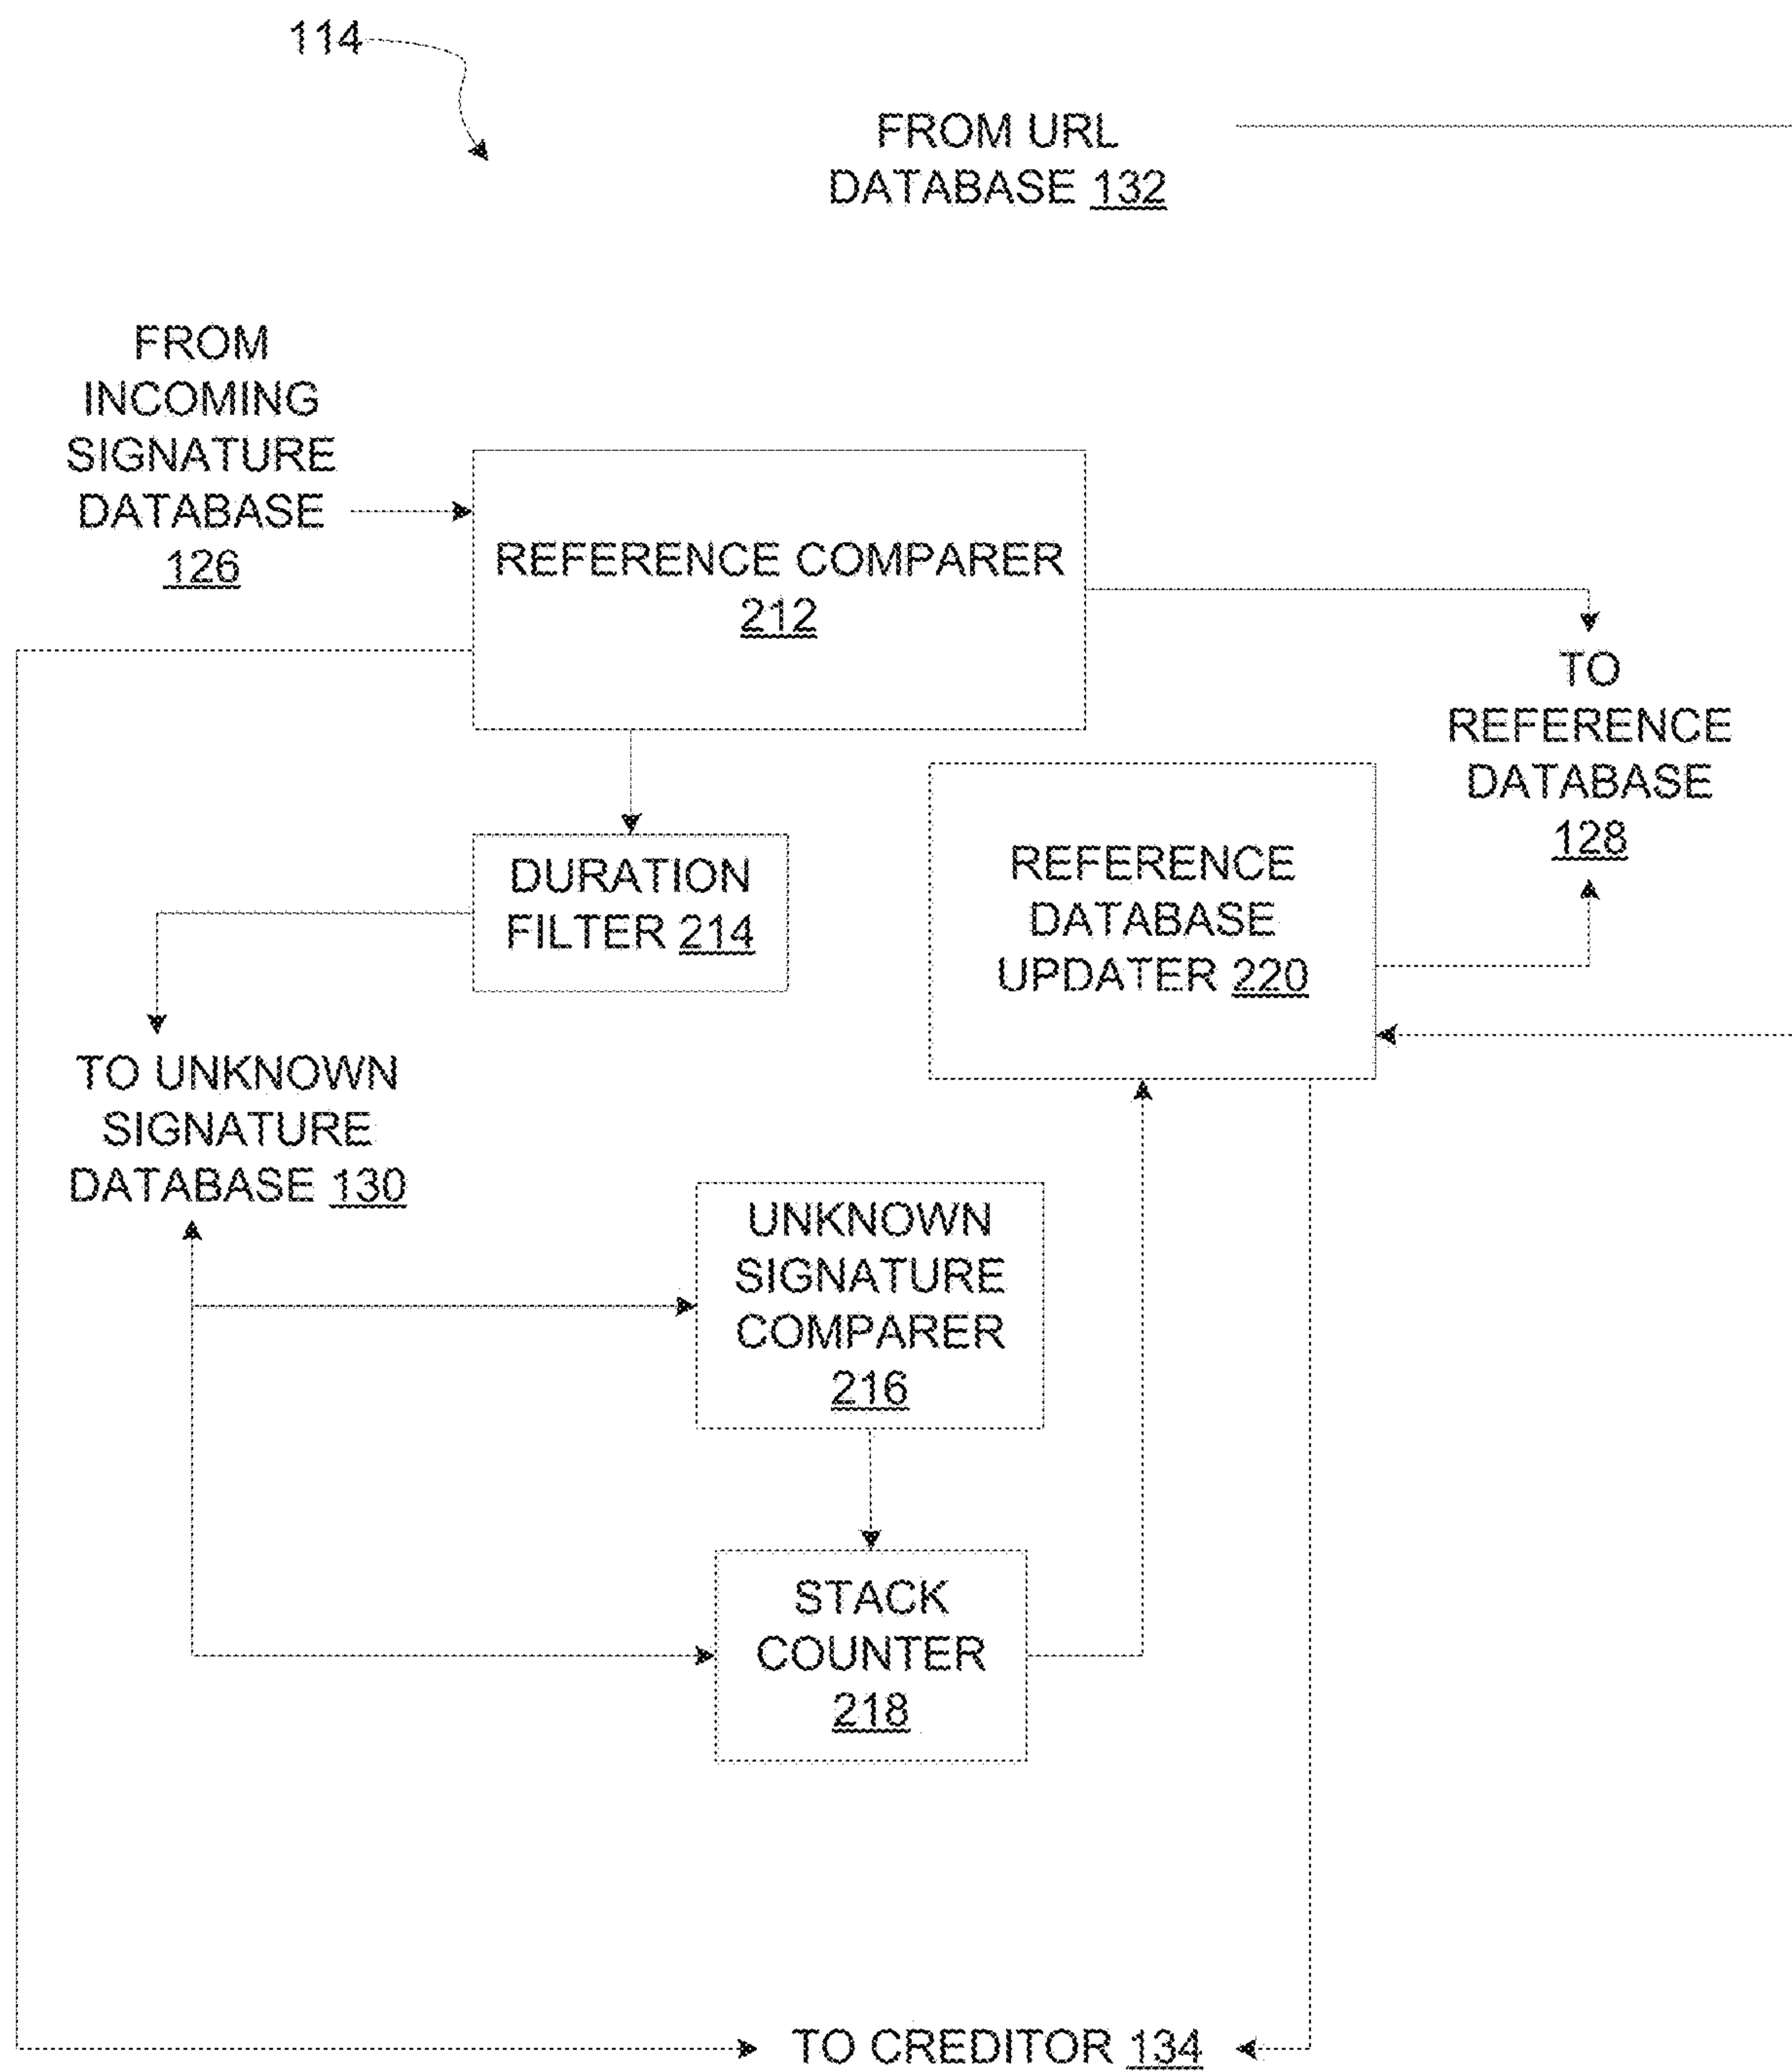 114
FROM URL
DATABASE 132
FROM
INCOMING
SIGNATURE
DATABASE
126
REFERENCE COMPARER
212
TO
REFERENCE
DATABASE
128
DURATION
FILTER 214
REFERENCE
DATABASE
UPDATER 220
TO UNKNOWN
SIGNATURE
DATABASE 130
UNKNOWN
SIGNATURE
COMPARER
216
STACK
COUNTER
218
TO CREDITOR 134